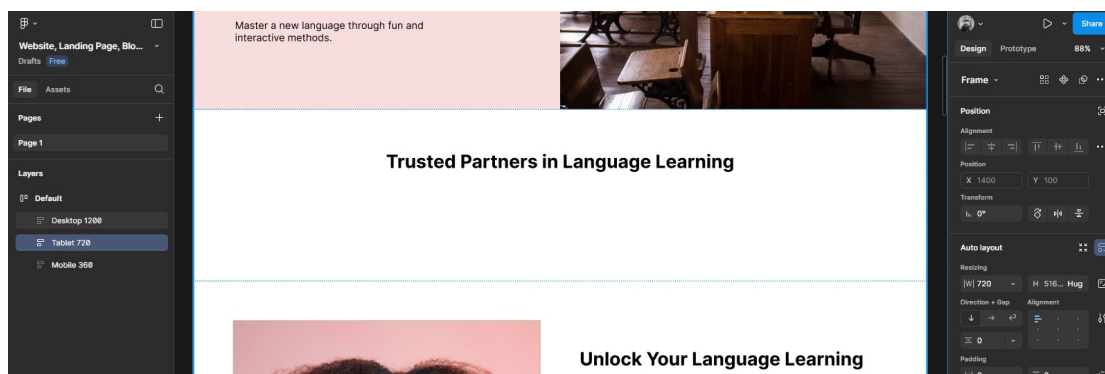 Website, Landing Page, Blo...
Drafts Free
File Assets
Pages
Page 1
Layers
Default
Desktop 1200
Tablet 720
Mobile 360
Master a new language through fun and
interactive methods.
Trusted Partners in Language Learning
Unlock Your Language Learning
Share
Design Prototype 88%
Frame
Position
Alignment
Position
X 1400 Y 100
Transform
0°
Auto layout
Resizing
W 720 H 516... Hug
Direction + Gap Alignment
0
Padding